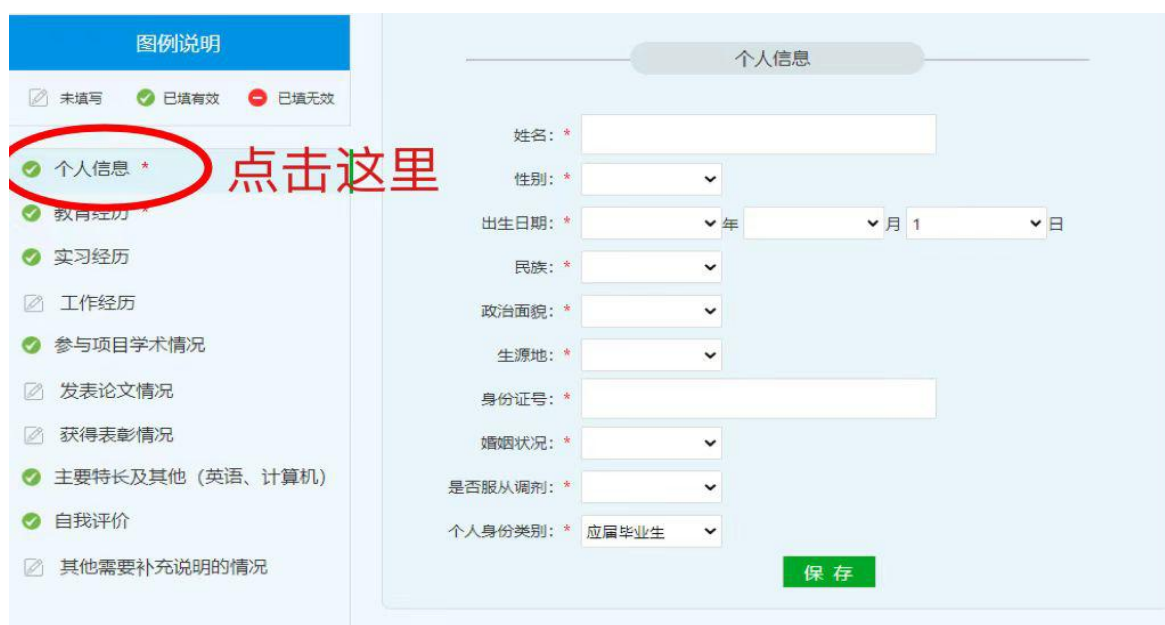 图例说明
未填写 已填有效 已填无效
个人信息 *
点击这里
教育经历 *
实习经历
工作经历
参与项目学术情况
发表论文情况
获得表彰情况
主要特长及其他（英语、计算机）
自我评价
其他需要补充说明的情况
个人信息
姓名： *
性别： *
出生日期： * 年 月 1 日
民族： *
政治面貌： *
生源地： *
身份证号： *
婚姻状况： *
是否服从调剂： *
个人身份类别： * 应届毕业生
保存